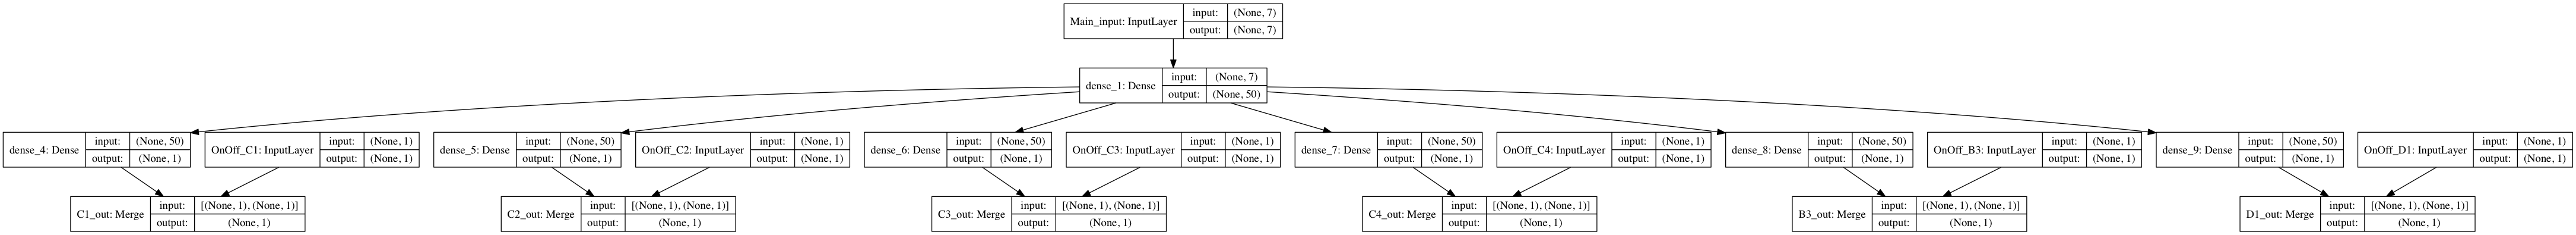 Main_input: InputLayer
input: (None, 7)
output: (None, 7)
dense_1: Dense
input: (None, 7)
output: (None, 50)
dense_4: Dense
input: (None, 50)
output: (None, 1)
OnOff_C1: InputLayer
input: (None, 1)
output: (None, 1)
dense_5: Dense
input: (None, 50)
output: (None, 1)
OnOff_C2: InputLayer
input: (None, 1)
output: (None, 1)
dense_6: Dense
input: (None, 50)
output: (None, 1)
OnOff_C3: InputLayer
input: (None, 1)
output: (None, 1)
dense_7: Dense
input: (None, 50)
output: (None, 1)
OnOff_C4: InputLayer
input: (None, 1)
output: (None, 1)
dense_8: Dense
input: (None, 50)
output: (None, 1)
OnOff_B3: InputLayer
input: (None, 1)
output: (None, 1)
dense_9: Dense
input: (None, 50)
output: (None, 1)
OnOff_D1: InputLayer
input: (None, 1)
output: (None, 1)
C1_out: Merge
input: [(None, 1), (None, 1)]
output: (None, 1)
C2_out: Merge
input: [(None, 1), (None, 1)]
output: (None, 1)
C3_out: Merge
input: [(None, 1), (None, 1)]
output: (None, 1)
C4_out: Merge
input: [(None, 1), (None, 1)]
output: (None, 1)
B3_out: Merge
input: [(None, 1), (None, 1)]
output: (None, 1)
D1_out: Merge
input: [(None, 1), (None, 1)]
output: (None, 1)